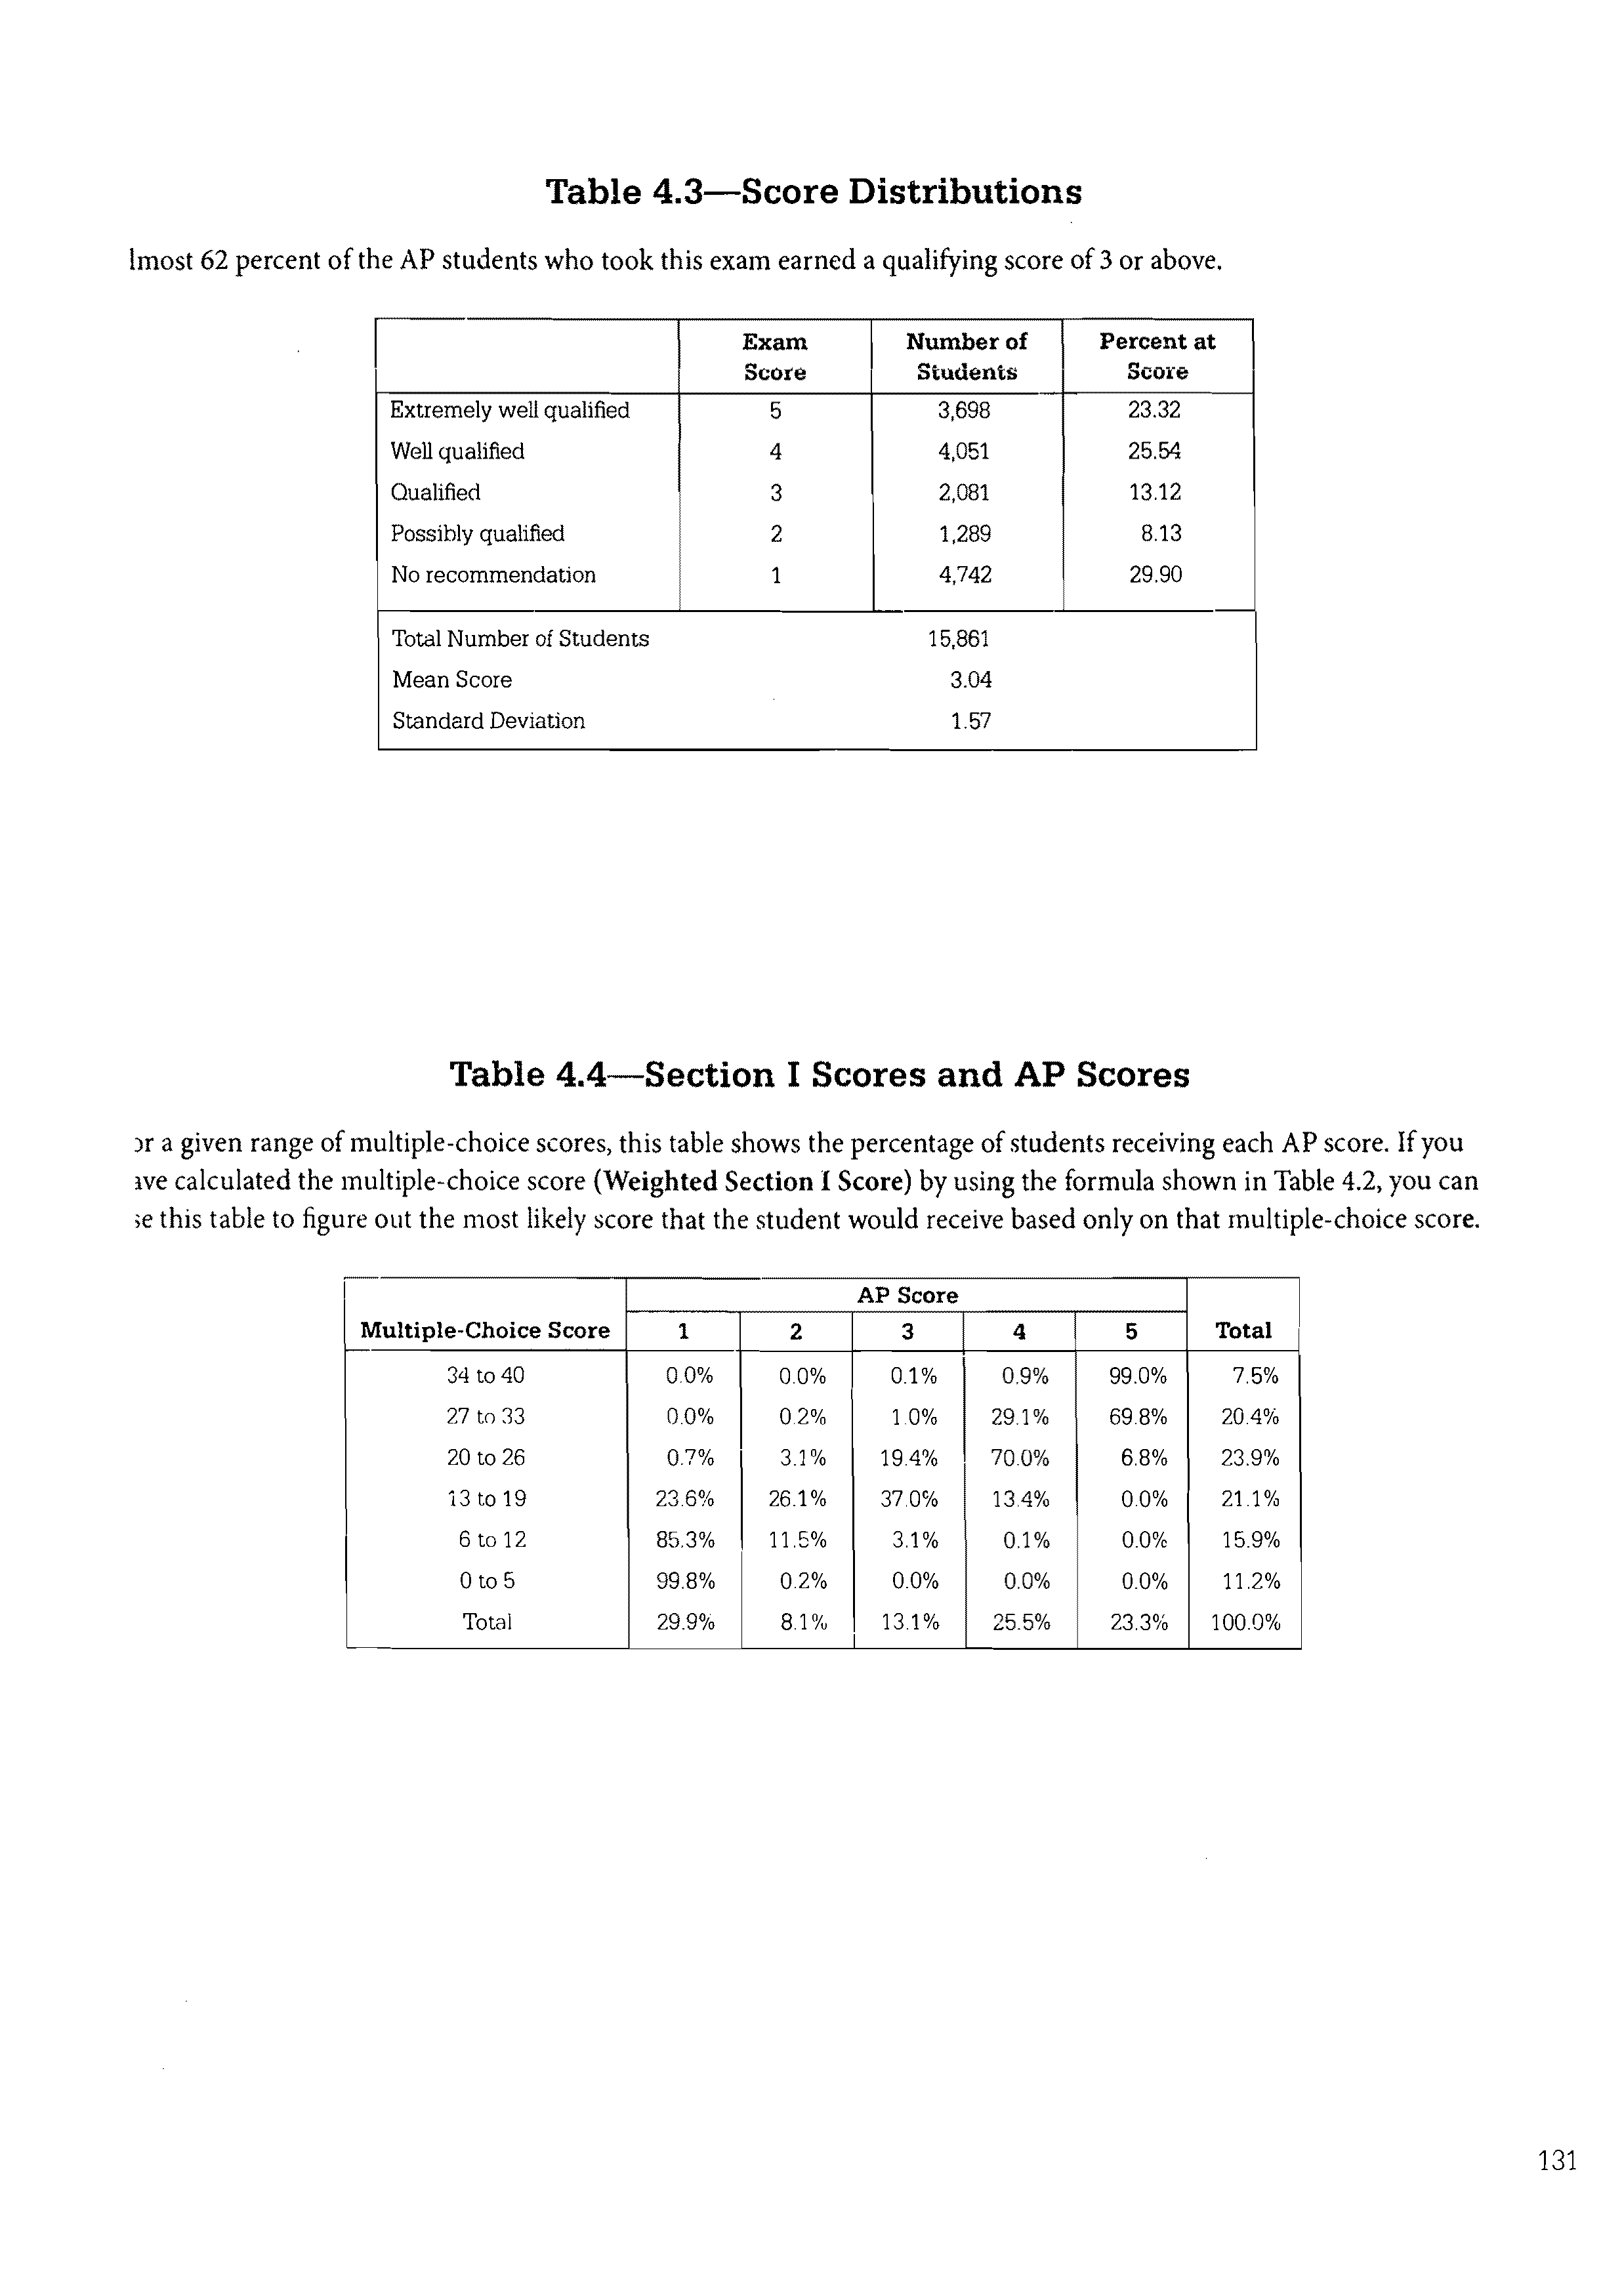 Table 4.3—Score Distributions
lmost 62 percent of the AP students who took this exam earned a qualifying score of 3 or above.
Exam Score Number of Students Percent at Score
Extremely well qualified 5 3,698 23.32
Well qualified 4 4,051 25.54
Qualified 3 2,081 13.12
Possibly qualified 2 1,289 8.13
No recommendation 1 4,742 29.90
Total Number of Students 15,861
Mean Score 3.04
Standard Deviation 1.57
Table 4.4—Section I Scores and AP Scores
or a given range of multiple-choice scores, this table shows the percentage of students receiving each AP score. If you
ave calculated the multiple-choice score (Weighted Section I Score) by using the formula shown in Table 4.2, you can
se this table to figure out the most likely score that the student would receive based only on that multiple-choice score.
AP Score
Multiple-Choice Score 1 2 3 4 5 Total
34 to 40 0.0% 0.0% 0.1% 0.9% 99.0% 7.5%
27 to 33 0.0% 0.2% 1.0% 29.1% 69.8% 20.4%
20 to 26 0.7% 3.1% 19.4% 70.0% 6.8% 23.9%
13 to 19 23.6% 26.1% 37.0% 13.4% 0.0% 21.1%
6 to 12 85.3% 11.5% 3.1% 0.1% 0.0% 15.9%
0 to 5 99.8% 0.2% 0.0% 0.0% 0.0% 11.2%
Total 29.9% 8.1% 13.1% 25.5% 23.3% 100.0%
131